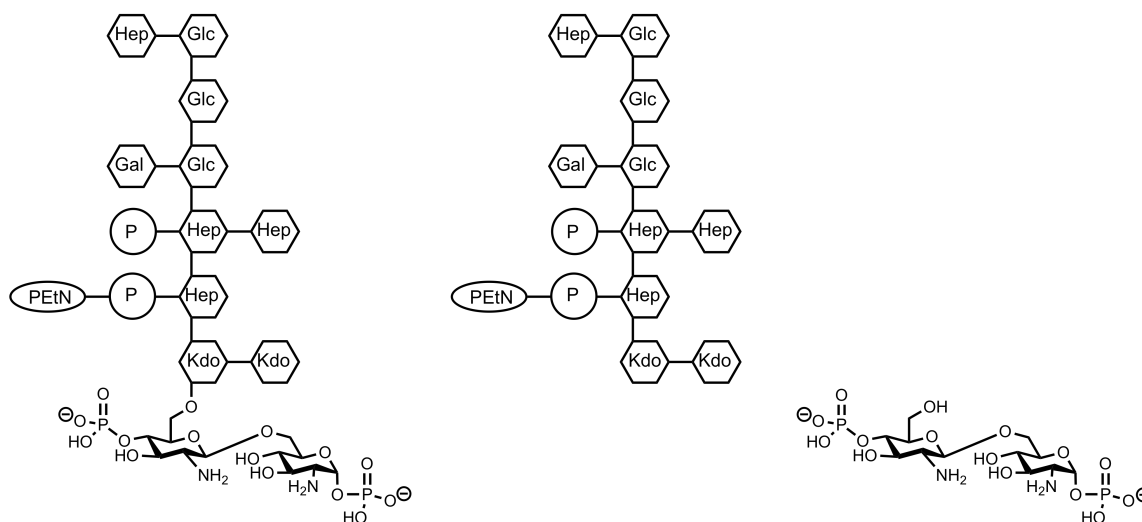 Hep Glc
Glc
Gal Glc
P Hep Hep
PEtN P Hep
Kdo Kdo
O
⊖ O P O
HO O
O O O
HO NH2 HO HO O
H2N O P O ⊖
HO
Hep Glc
Glc
Gal Glc
P Hep Hep
PEtN P Hep
Kdo Kdo
O
⊖ O P OH
HO O
O O O
HO NH2 HO HO O
H2N O P O ⊖
HO